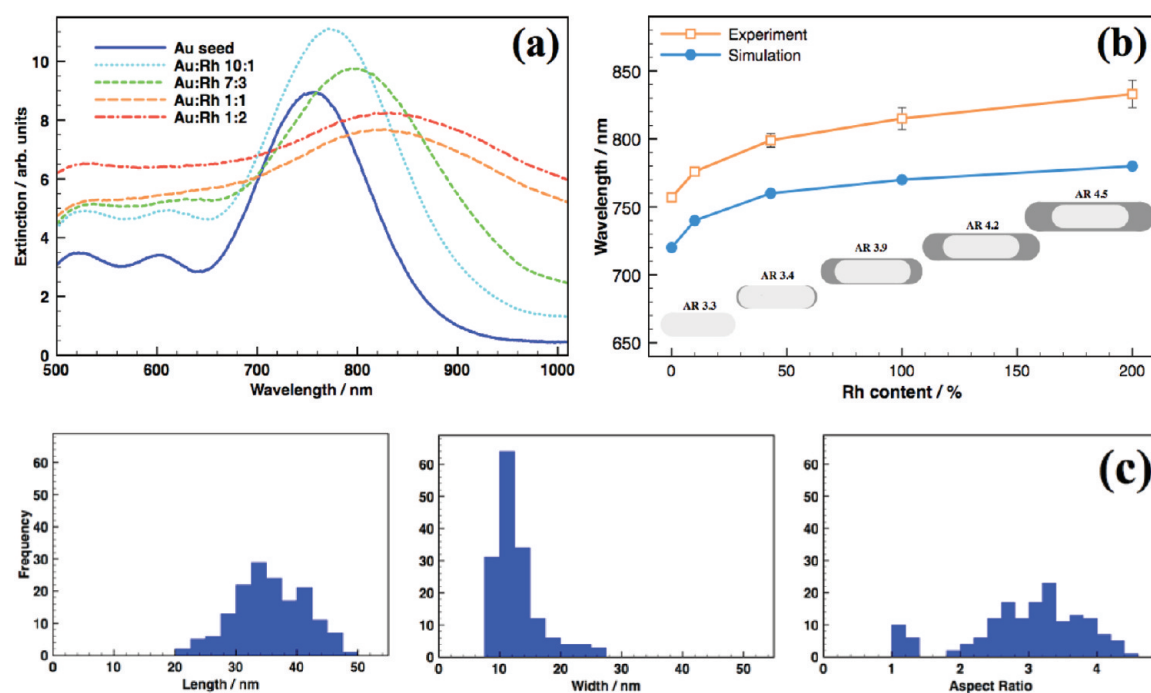 (a)
Au seed
Au:Rh 10:1
Au:Rh 7:3
Au:Rh 1:1
Au:Rh 1:2
Extinction / arb. units
10
8
6
4
2
0
500 600 700 800 900 1000
Wavelength / nm
(b)
Experiment
Simulation
Wavelength / nm
850
800
750
700
650
AR 4.5
AR 4.2
AR 3.9
AR 3.4
AR 3.3
0 50 100 150 200
Rh content / %
Frequency
60
50
40
30
20
10
0
0 10 20 30 40 50
Length / nm
60
50
40
30
20
10
0
0 10 20 30 40 50
Width / nm
(c)
60
50
40
30
20
10
0
0 1 2 3 4
Aspect Ratio